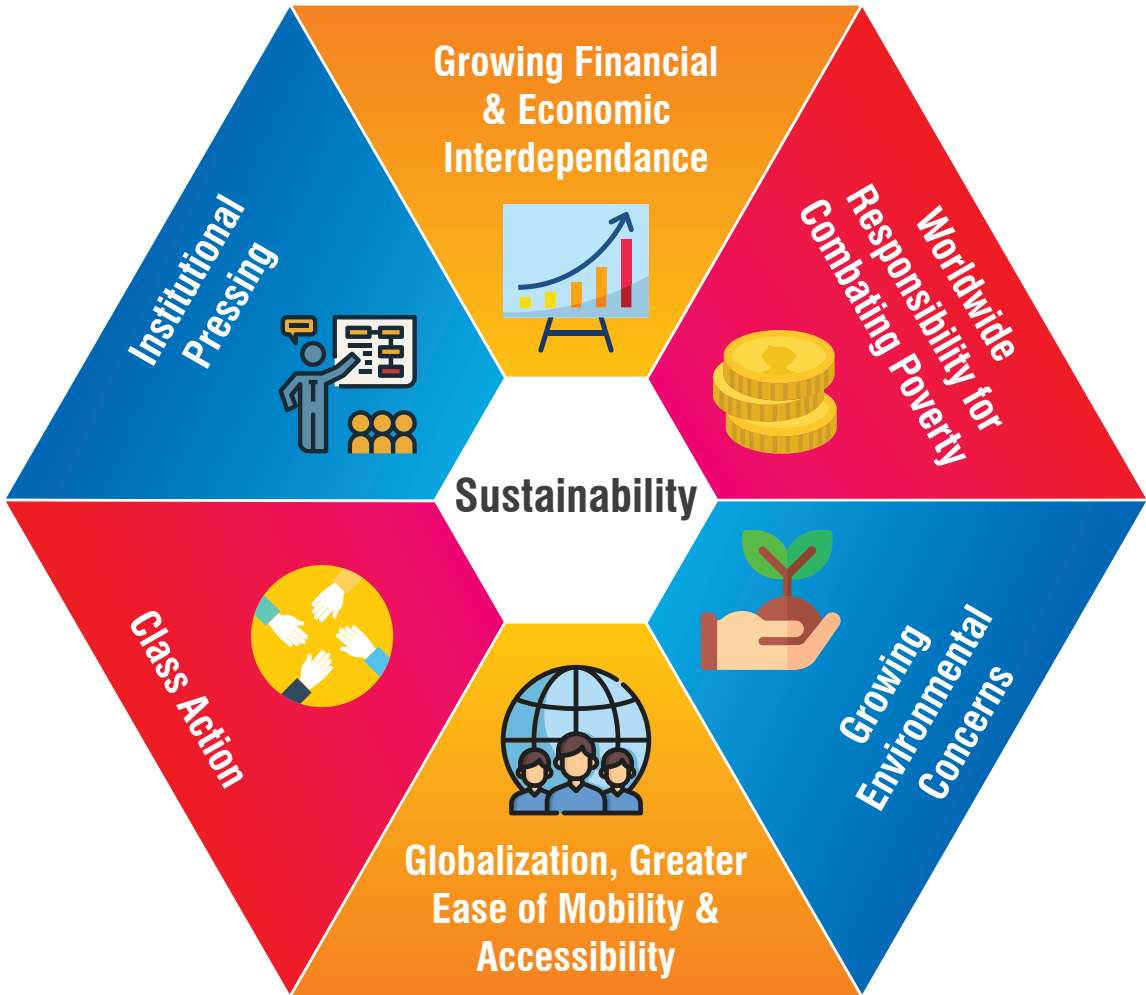 Growing Financial
& Economic
Interdependance
Worldwide
Responsibility for
Combating Poverty
Growing
Environmental
Concerns
Globalization, Greater
Ease of Mobility &
Accessibility
Class Action
Institutional
Pressing
Sustainability